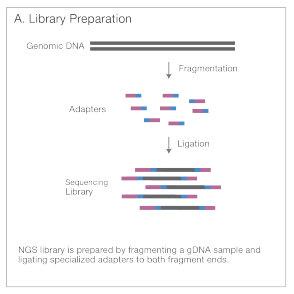 A. Library Preparation
Genomic DNA
Fragmentation
Adapters
Ligation
Sequencing
Library
NGS library is prepared by fragmenting a gDNA sample and
ligating specialized adapters to both fragment ends.